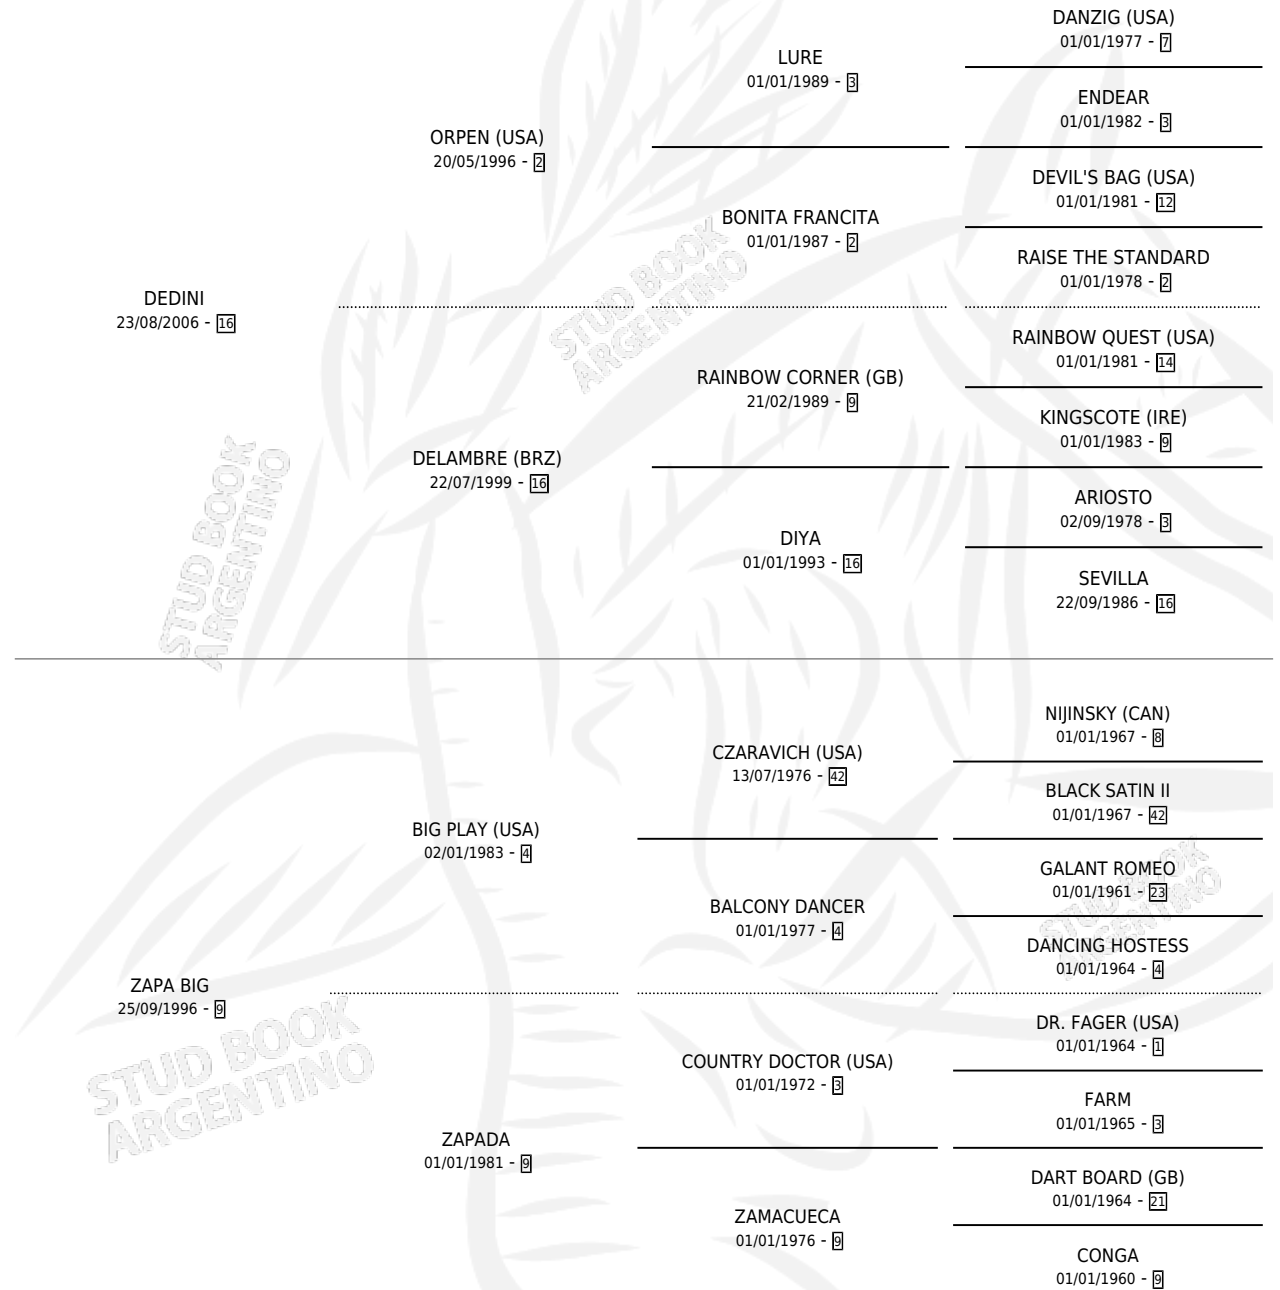 DANZIG (USA)
01/01/1977 - 7
LURE
01/01/1989 - 3
ENDEAR
01/01/1982 - 3
ORPEN (USA)
20/05/1996 - 2
DEVIL'S BAG (USA)
01/01/1981 - 12
BONITA FRANCITA
01/01/1987 - 2
RAISE THE STANDARD
01/01/1978 - 2
DEDINI
23/08/2006 - 16
STUD BOOK
ARGENTINO
RAINBOW QUEST (USA)
01/01/1981 - 14
RAINBOW CORNER (GB)
21/02/1989 - 9
KINGSCOTE (IRE)
01/01/1983 - 9
DELAMBRE (BRZ)
22/07/1999 - 16
ARIOSTO
02/09/1978 - 3
DIYA
01/01/1993 - 16
SEVILLA
22/09/1986 - 16
STUD BOOK
ARGENTINO
NIJINSKY (CAN)
01/01/1967 - 8
CZARAVICH (USA)
13/07/1976 - 42
BLACK SATIN II
01/01/1967 - 42
BIG PLAY (USA)
02/01/1983 - 4
GALANT ROMEO
01/01/1961 - 23
STUD BOOK
ARGENTINO
BALCONY DANCER
01/01/1977 - 4
DANCING HOSTESS
01/01/1964 - 4
ZAPA BIG
25/09/1996 - 9
STUD BOOK
ARGENTINO
DR. FAGER (USA)
01/01/1964 - 1
COUNTRY DOCTOR (USA)
01/01/1972 - 3
FARM
01/01/1965 - 3
ZAPADA
01/01/1981 - 9
DART BOARD (GB)
01/01/1964 - 21
ZAMACUECA
01/01/1976 - 9
CONGA
01/01/1960 - 9